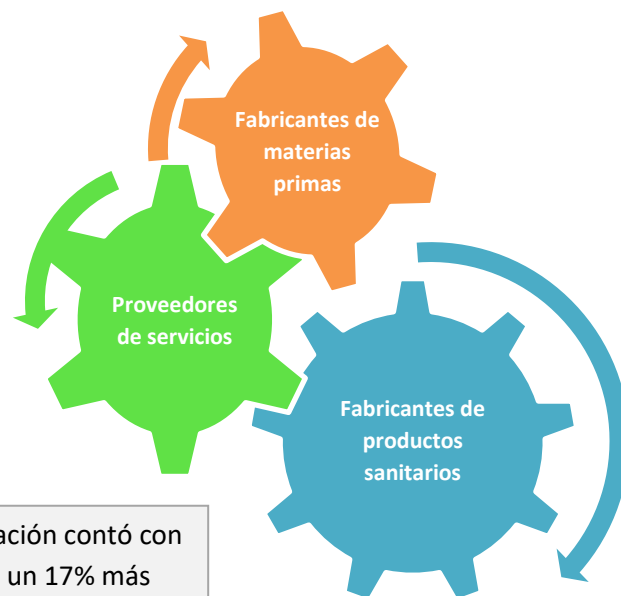 Fabricantes de
materias
primas
Proveedores
de servicios
Fabricantes de
productos
sanitarios
ación contó con
un 17% más